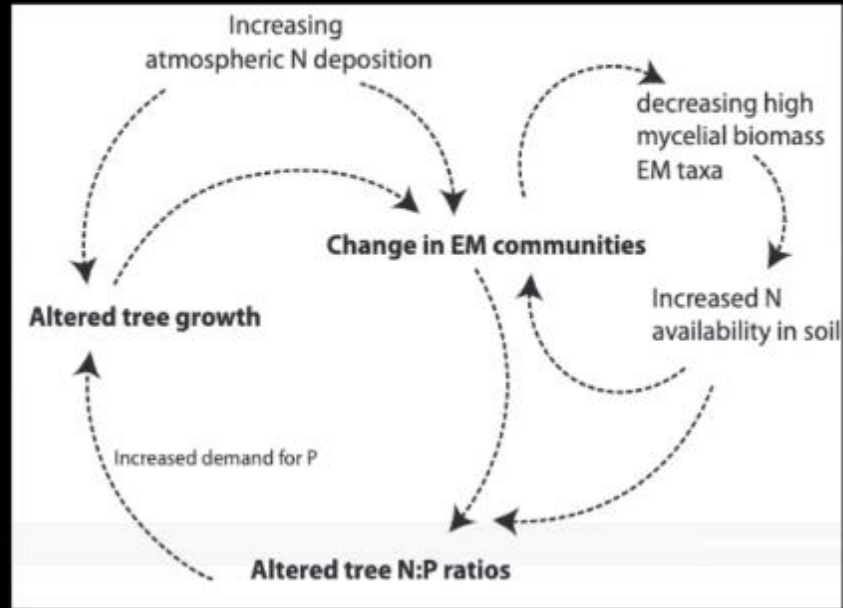 Increasing
atmospheric N deposition
decreasing high
mycelial biomass
EM taxa
Change in EM communities
Increased N
availability in soil
Altered tree growth
Increased demand for P
Altered tree N:P ratios